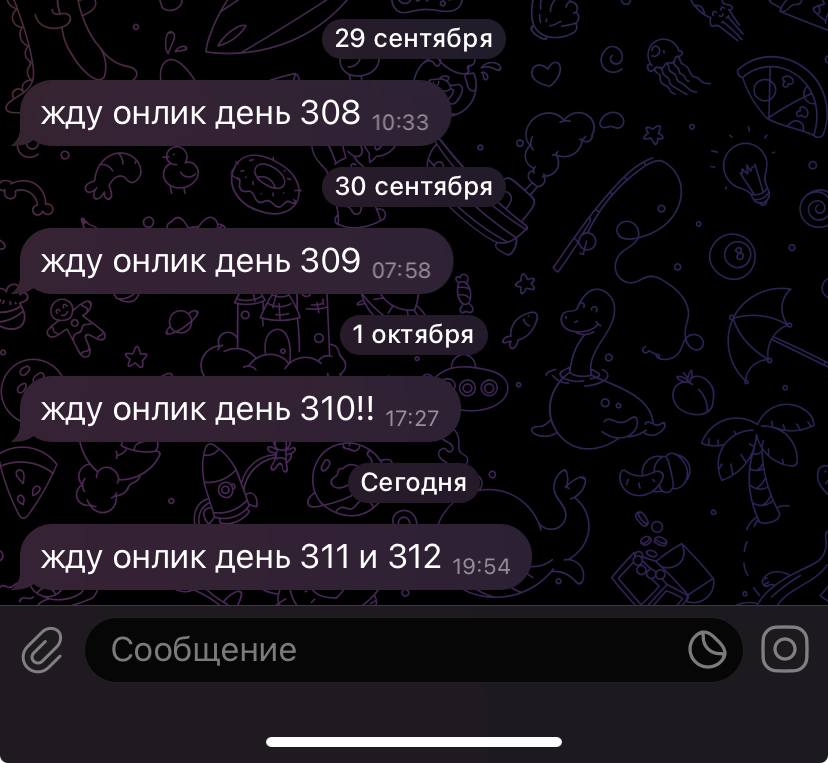 29 сентября
жду онлик день 308 10:33
30 сентября
жду онлик день 309 07:58
1 октября
жду онлик день 310!! 17:27
Сегодня
жду онлик день 311 и 312 19:54
Сообщение